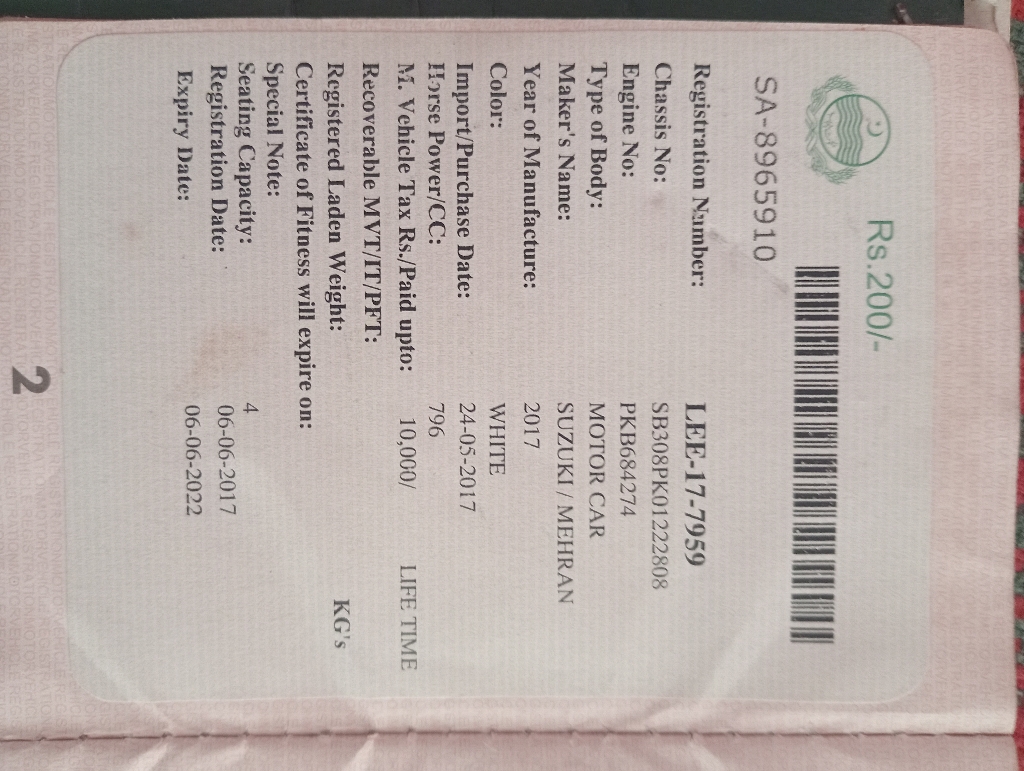 Rs.200/-
SA-8965910
Registration Number: LEE-17-7959
Chassis No: SB308PK01222808
Engine No: PKB684274
Type of Body: MOTOR CAR
Maker's Name: SUZUKI / MEHRAN
Year of Manufacture: 2017
Color: WHITE
Import/Purchase Date: 24-05-2017
Horse Power/CC: 796
M. Vehicle Tax Rs./Paid upto: 10,000/ LIFE TIME
Recoverable MVT/IT/PFT:
Registered Laden Weight: KG's
Certificate of Fitness will expire on:
Special Note:
Seating Capacity: 4
Registration Date: 06-06-2017
Expiry Date: 06-06-2022
2